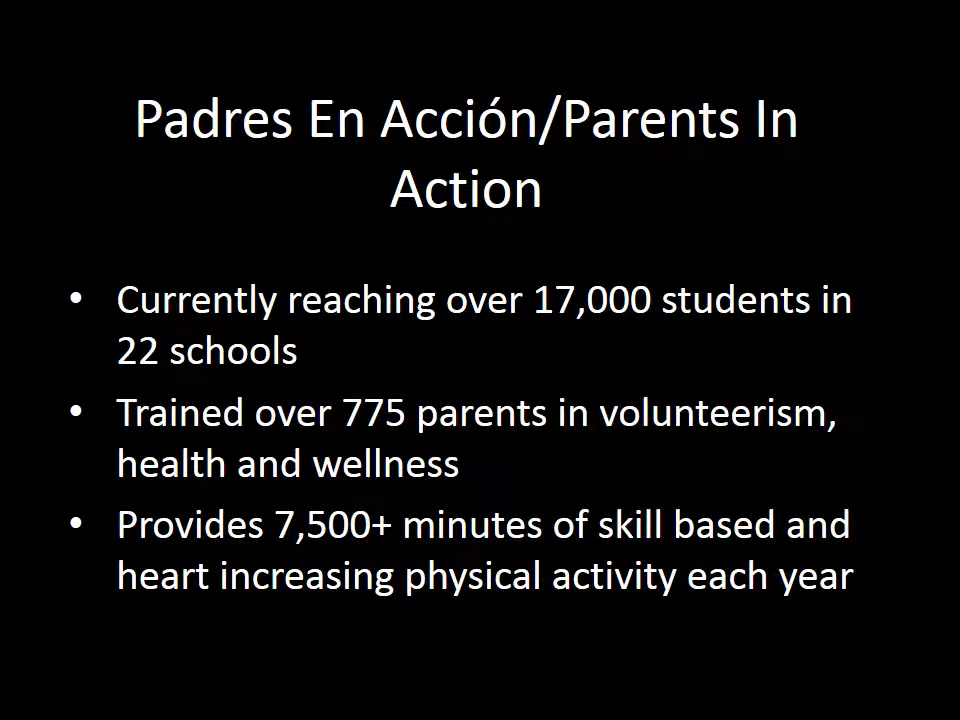 Padres En Acción/Parents In
Action
• Currently reaching over 17,000 students in
22 schools
• Trained over 775 parents in volunteerism,
health and wellness
• Provides 7,500+ minutes of skill based and
heart increasing physical activity each year